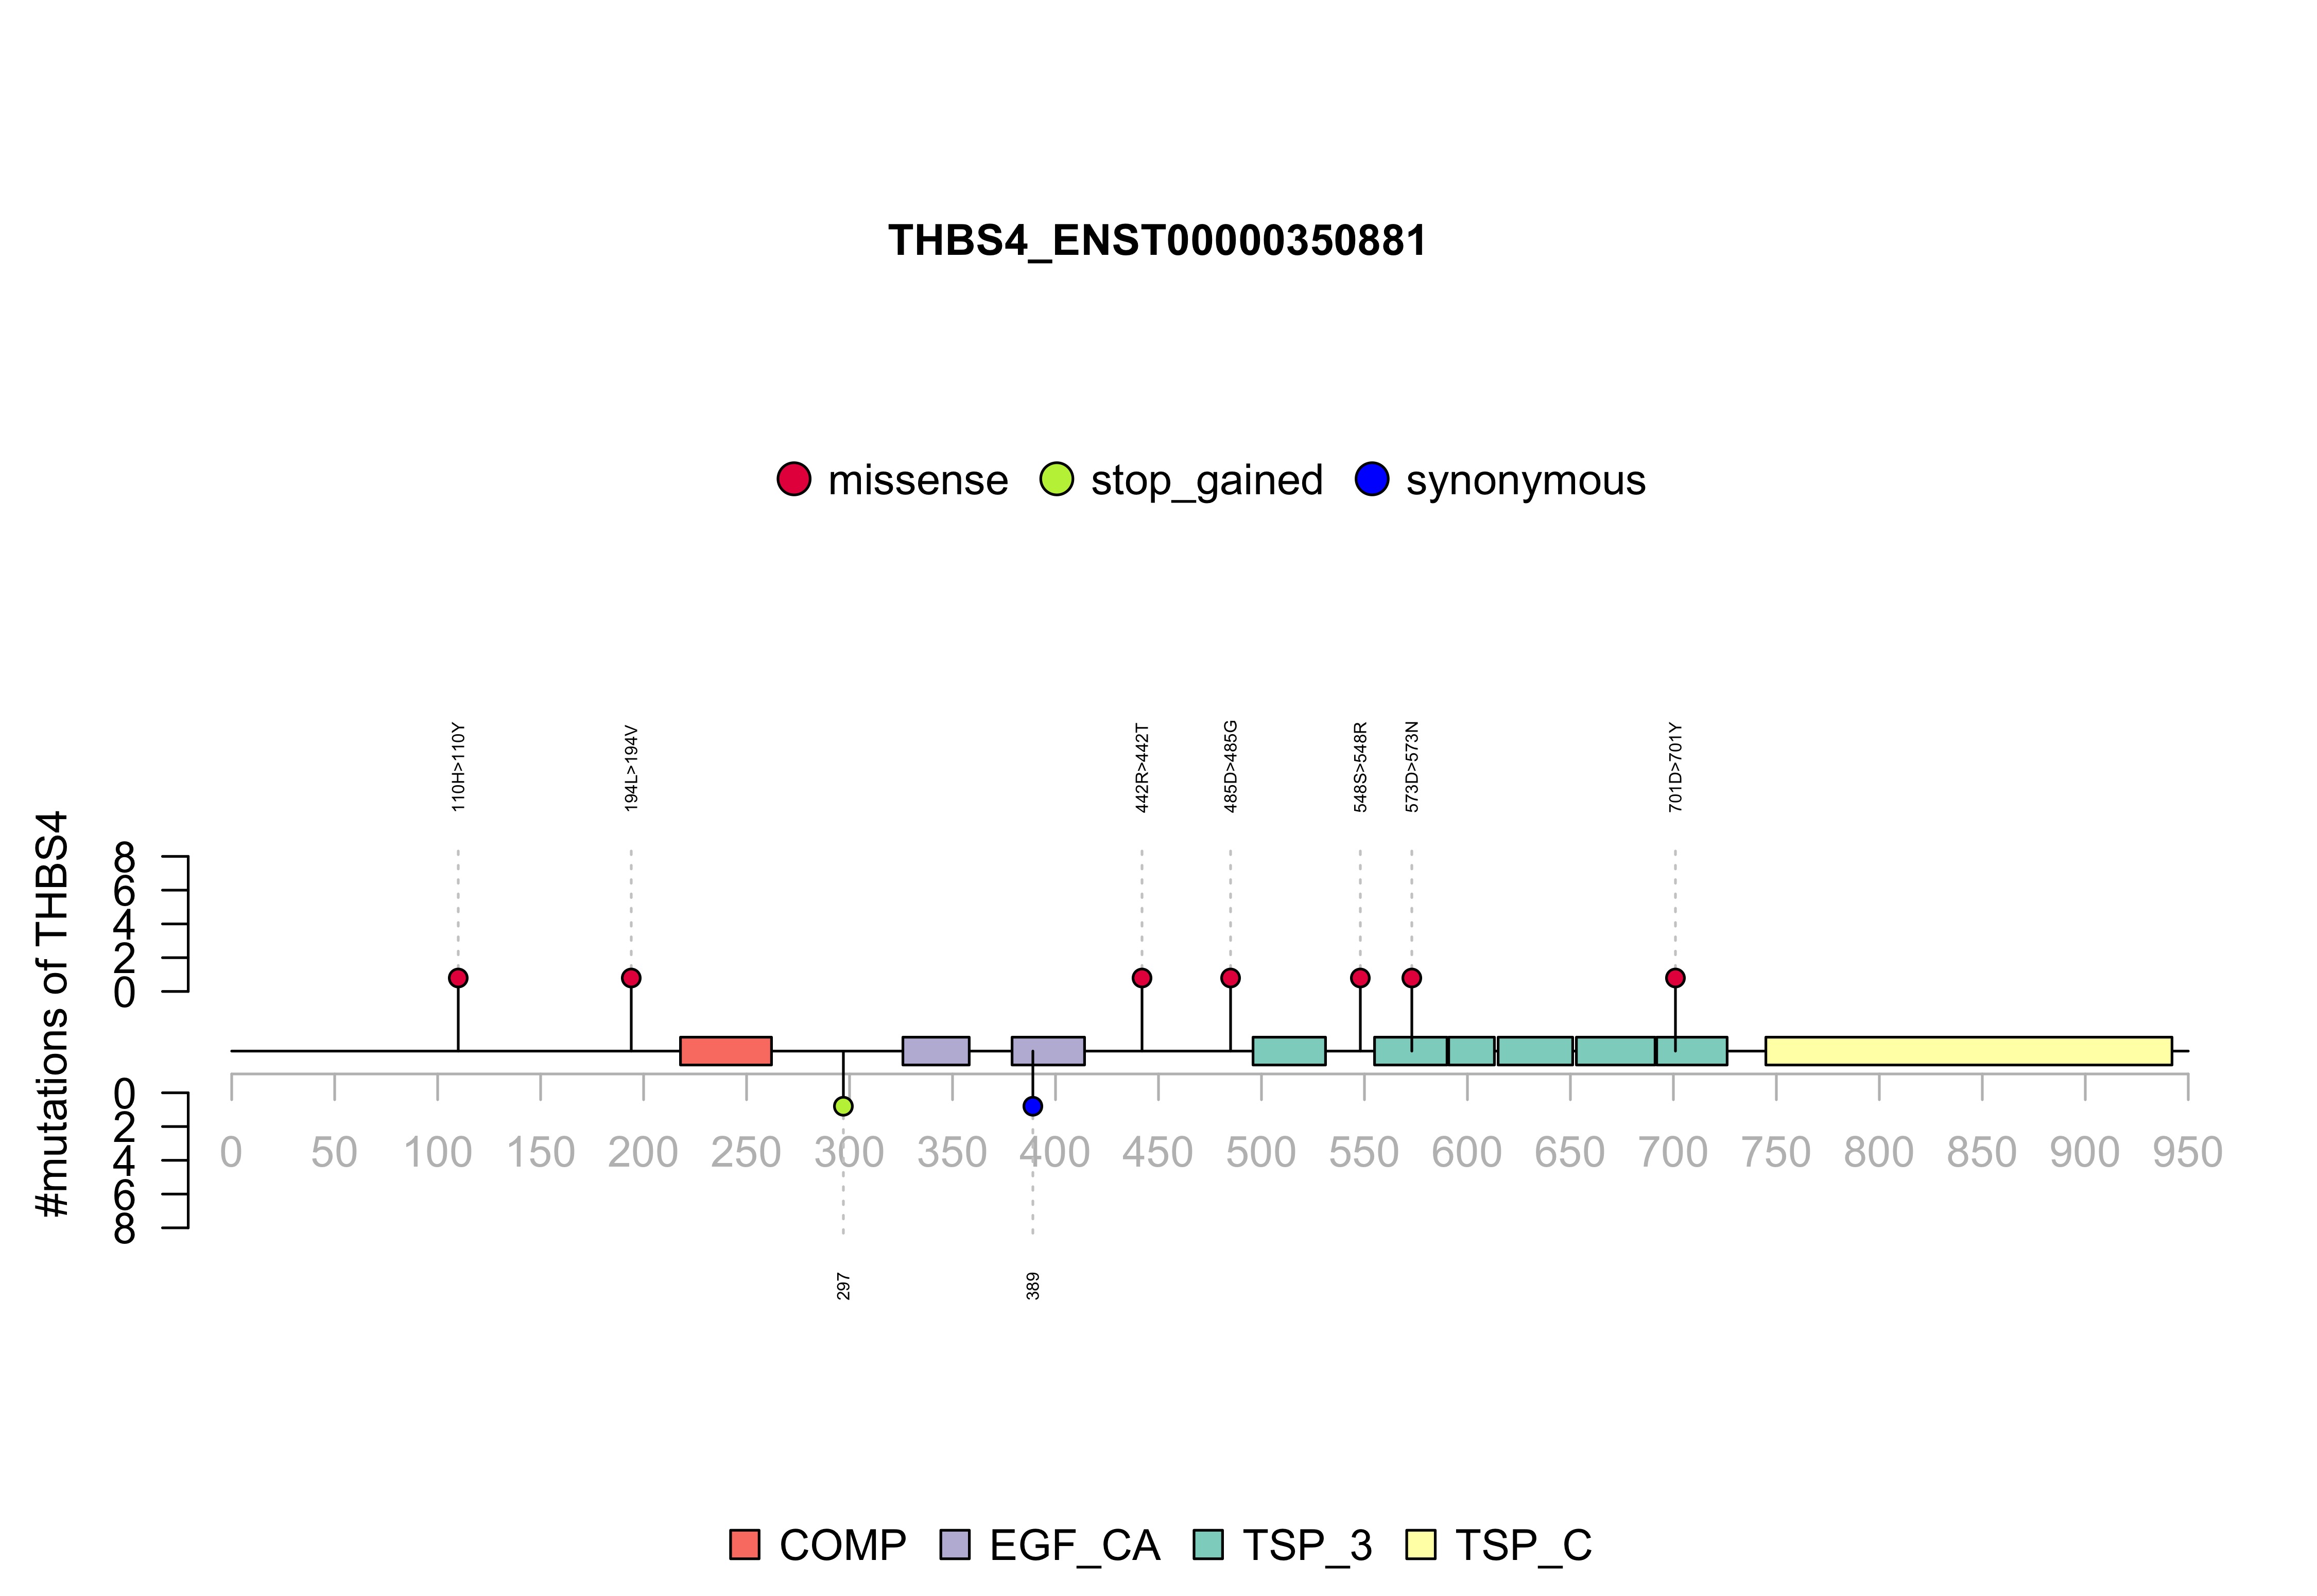 THBS4_ENST00000350881
missense stop_gained synonymous
110H>110Y 194L>194V 442R>442T 485D>485G 548S>548R 573D>573N 701D>701Y
#mutations of THBS4
8
6
4
2
0
0
2
4
6
8
0 50 100 150 200 250 300 350 400 450 500 550 600 650 700 750 800 850 900 950
297 389
COMP EGF_CA TSP_3 TSP_C